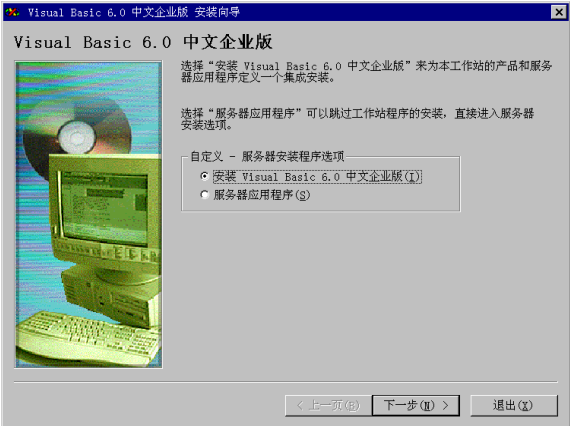 Visual Basic 6.0 中文企业版 安装向导
Visual Basic 6.0 中文企业版
选择“安装 Visual Basic 6.0 中文企业版”来为本工作站的产品和服务
器应用程序定义一个集成安装。
选择“服务器应用程序”可以跳过工作站程序的安装，直接进入服务器
安装选项。
自定义 - 服务器安装程序选项
安装 Visual Basic 6.0 中文企业版(I)
服务器应用程序(S)
< 上一页(B)
下一步(N) >
退出(X)